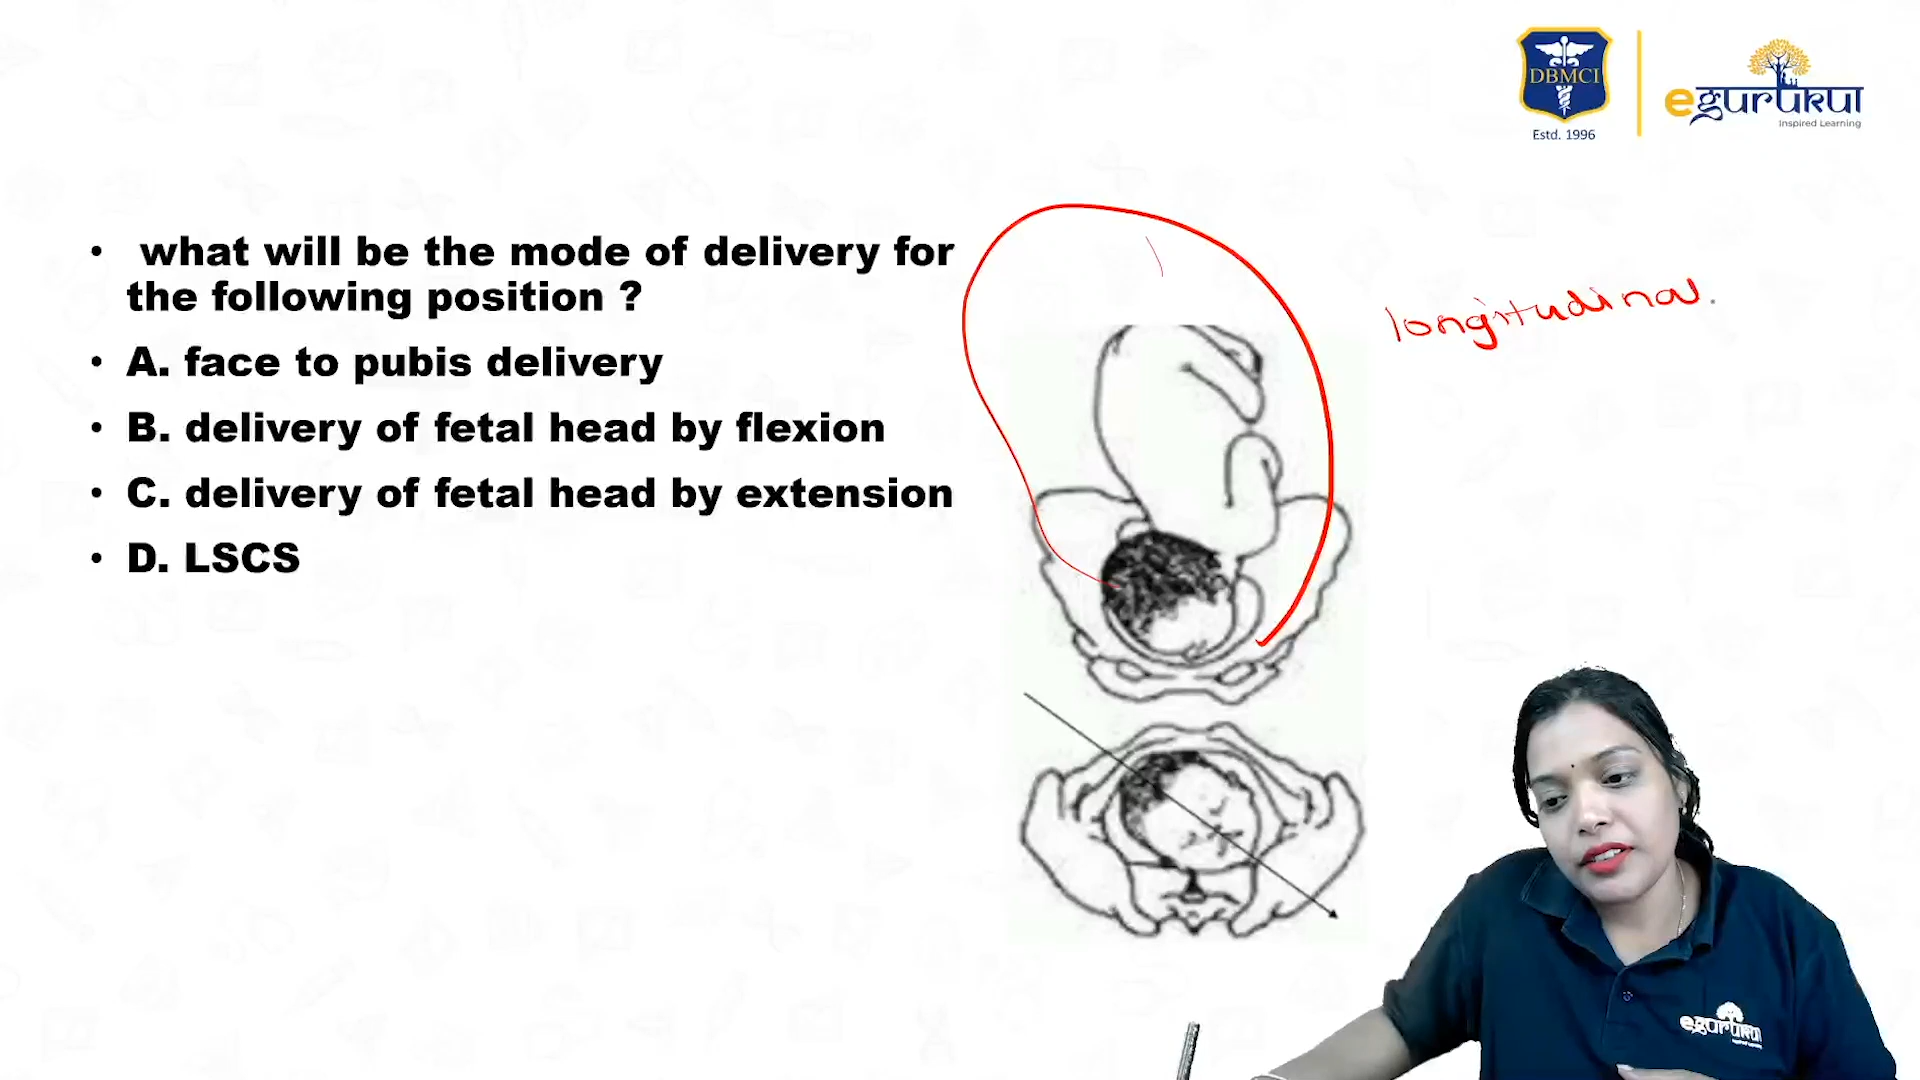 DBMCI
Estd. 1996
egurukul
Inspired Learning
• what will be the mode of delivery for
the following position ?
• A. face to pubis delivery
• B. delivery of fetal head by flexion
• C. delivery of fetal head by extension
• D. LSCS
longitudinal
egurukul